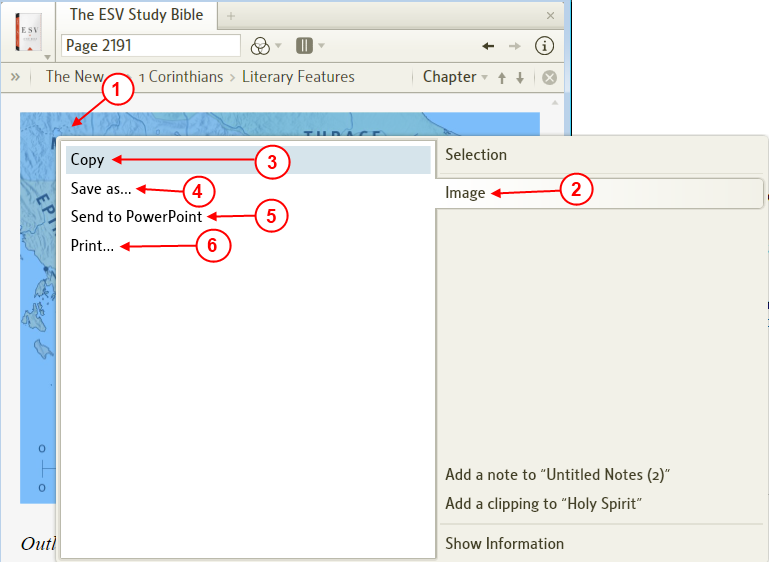 The ESV Study Bible
ESV
Page 2191
The New 1 Corinthians > Literary Features
Chapter
1
THRACE
Copy
3
Selection
Save as...
4
Image
2
Send to PowerPoint
5
Print...
6
EPI
0
0
Add a note to "Untitled Notes (2)"
Add a clipping to "Holy Spirit"
Outl
Show Information